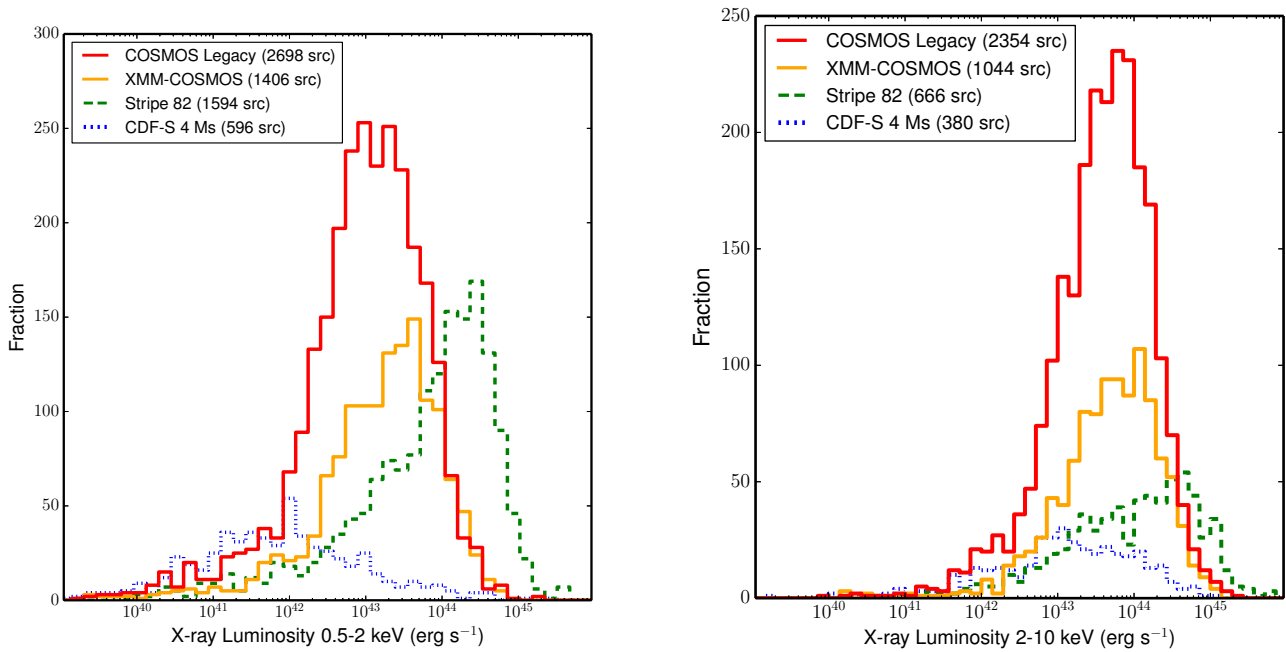 300
250
200
150
100
50
0
Fraction
COSMOS Legacy (2698 src)
XMM-COSMOS (1406 src)
Stripe 82 (1594 src)
CDF-S 4 Ms (596 src)
10^40 10^41 10^42 10^43 10^44 10^45
X-ray Luminosity 0.5-2 keV (erg s^−1)
250
200
150
100
50
0
Fraction
COSMOS Legacy (2354 src)
XMM-COSMOS (1044 src)
Stripe 82 (666 src)
CDF-S 4 Ms (380 src)
10^40 10^41 10^42 10^43 10^44 10^45
X-ray Luminosity 2-10 keV (erg s^−1)